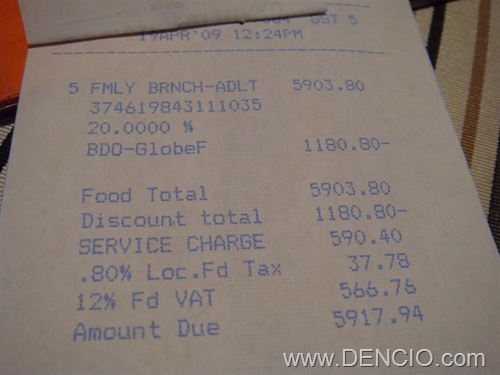 GST 5
19APR'09 12:24PM
5 FMLY BRNCH-ADLT 5903.80
374619843111035
20.0000 %
BDO-GlobeF 1180.80-
Food Total 5903.80
Discount total 1180.80-
SERVICE CHARGE 590.40
.80% Loc.Fd Tax 37.78
12% Fd VAT 566.76
Amount Due 5917.94
WWW.DENCIO.COM